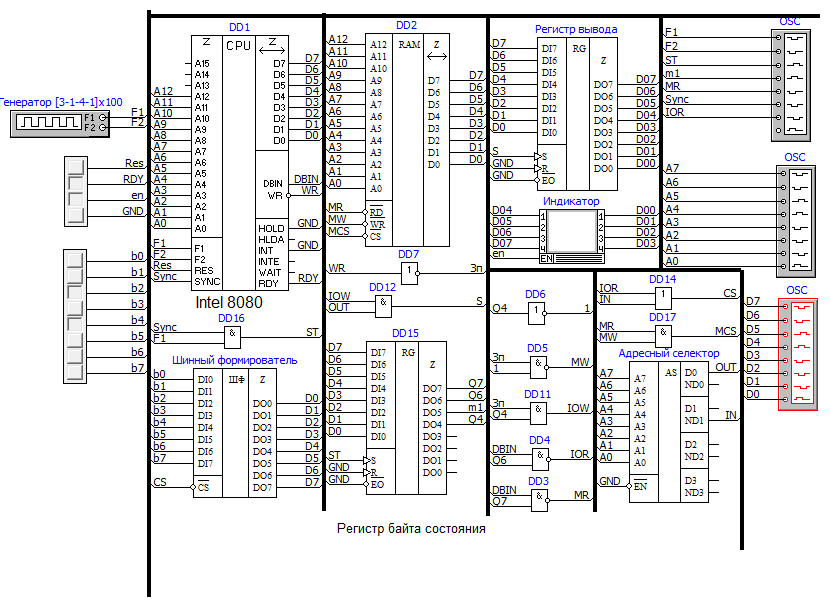 Генератор [3-1-4-1]x100
F1
F2
F1
F2
Res
RDY
en
GND
b0
b1
b2
b3
b4
b5
b6
b7
DD1
Z
CPU
A15
A14
A13
A12
A11
A10
A9
A8
A7
A6
A5
A4
A3
A2
A1
A0
F1
F2
RES
SYNC
D7
D6
D5
D4
D3
D2
D1
D0
DBIN
WR
HOLD
HLDA
INT
INTE
WAIT
RDY
A12
A11
A10
A9
A8
A7
A6
A5
A4
A3
A2
A1
A0
F1
F2
Res
Sync
D7
D6
D5
D4
D3
D2
D1
D0
DBIN
WR
GND
GND
RDY
Intel 8080
DD16
Sync
F1
&
ST
Шинный формирователь
b0
b1
b2
b3
b4
b5
b6
b7
CS
DI0
DI1
DI2
DI3
DI4
DI5
DI6
DI7
CS
ШФ
Z
DO0
DO1
DO2
DO3
DO4
DO5
DO6
DO7
D0
D1
D2
D3
D4
D5
D6
D7
DD2
A12
A11
A10
A9
A8
A7
A6
A5
A4
A3
A2
A1
A0
MR
MW
MCS
A12
A11
A10
A9
A8
A7
A6
A5
A4
A3
A2
A1
A0
RD
WR
CS
RAM
Z
D7
D6
D5
D4
D3
D2
D1
D0
D7
D6
D5
D4
D3
D2
D1
D0
DD7
WR
1
Зп
DD12
IOW
OUT
&
S
DD15
D7
D6
D5
D4
D3
D2
D1
D0
ST
GND
GND
DI7
DI6
DI5
DI4
DI3
DI2
DI1
DI0
S
R
EO
RG
Z
DO7
DO6
DO5
DO4
DO3
DO2
DO1
DO0
Q7
Q6
m1
Q4
Регистр байта состояния
Регистр вывода
D7
D6
D5
D4
D3
D2
D1
D0
S
GND
GND
DI7
DI6
DI5
DI4
DI3
DI2
DI1
DI0
S
R
EO
RG
Z
DO7
DO6
DO5
DO4
DO3
DO2
DO1
DO0
D07
D06
D05
D04
D03
D02
D01
D00
Индикатор
D04
D05
D06
D07
en
1
2
3
4
EN
1
2
3
4
D00
D01
D02
D03
DD6
Q4
1
1
DD5
Зп
1
&
MW
DD11
Зп
Q4
&
IOW
DD4
DBIN
Q6
&
IOR
DD3
DBIN
Q7
&
MR
DD14
IOR
IN
1
CS
DD17
MR
MW
&
MCS
Адресный селектор
A7
A6
A5
A4
A3
A2
A1
A0
GND
A7
A6
A5
A4
A3
A2
A1
A0
EN
AS
D0
ND0
D1
ND1
D2
ND2
D3
ND3
OUT
IN
OSC
F1
F2
ST
m1
MR
Sync
IOR
OSC
A7
A6
A5
A4
A3
A2
A1
A0
OSC
D7
D6
D5
D4
D3
D2
D1
D0